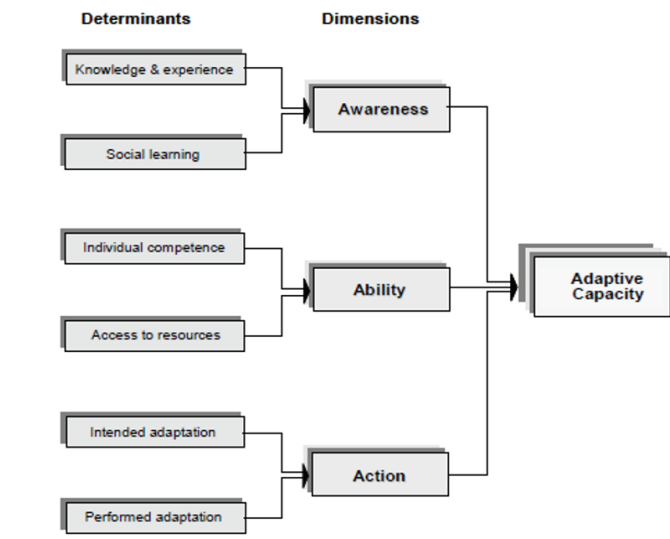 Determinants
Dimensions
Knowledge & experience
Social learning
Awareness
Individual competence
Access to resources
Ability
Intended adaptation
Performed adaptation
Action
Adaptive
Capacity